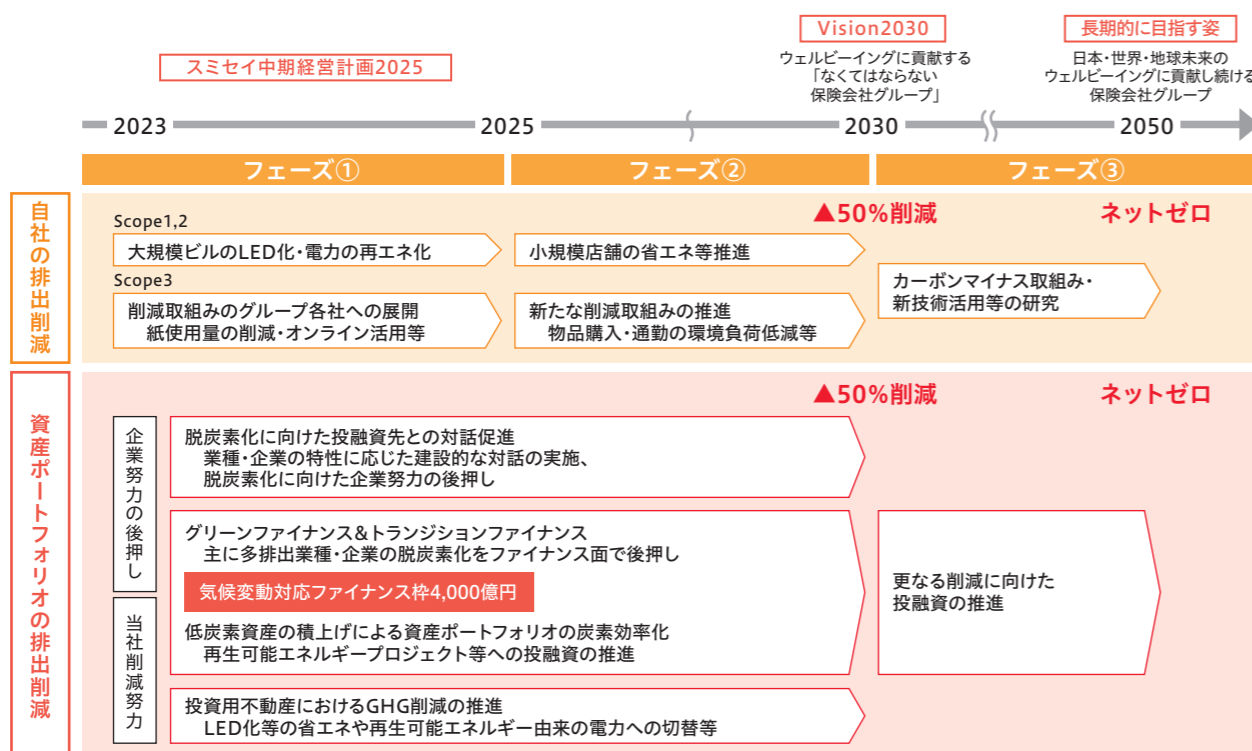 スミセイ中期経営計画2025
Vision2030
ウェルビーイングに貢献する
「なくてはならない
保険会社グループ」
長期的に目指す姿
日本・世界・地球未来の
ウェルビーイングに貢献し続ける
保険会社グループ
2023
2025
2030
2050
フェーズ①
フェーズ②
フェーズ③
自社の排出削減
▲50%削減
ネットゼロ
Scope1,2
大規模ビルのLED化・電力の再エネ化
小規模店舗の省エネ等推進
Scope3
削減取組みのグループ各社への展開
紙使用量の削減・オンライン活用等
新たな削減取組みの推進
物品購入・通勤の環境負荷低減等
カーボンマイナス取組み・
新技術活用等の研究
資産ポートフォリオの排出削減
▲50%削減
ネットゼロ
企業努力の後押し
脱炭素化に向けた投融資先との対話促進
業種・企業の特性に応じた建設的な対話の実施、
脱炭素化に向けた企業努力の後押し
グリーンファイナンス&トランジションファイナンス
主に多排出業種・企業の脱炭素化をファイナンス面で後押し
気候変動対応ファイナンス枠4,000億円
当社削減努力
低炭素資産の積上げによる資産ポートフォリオの炭素効率化
再生可能エネルギープロジェクト等への投融資の推進
更なる削減に向けた
投融資の推進
投資用不動産におけるGHG削減の推進
LED化等の省エネや再生可能エネルギー由来の電力への切替等